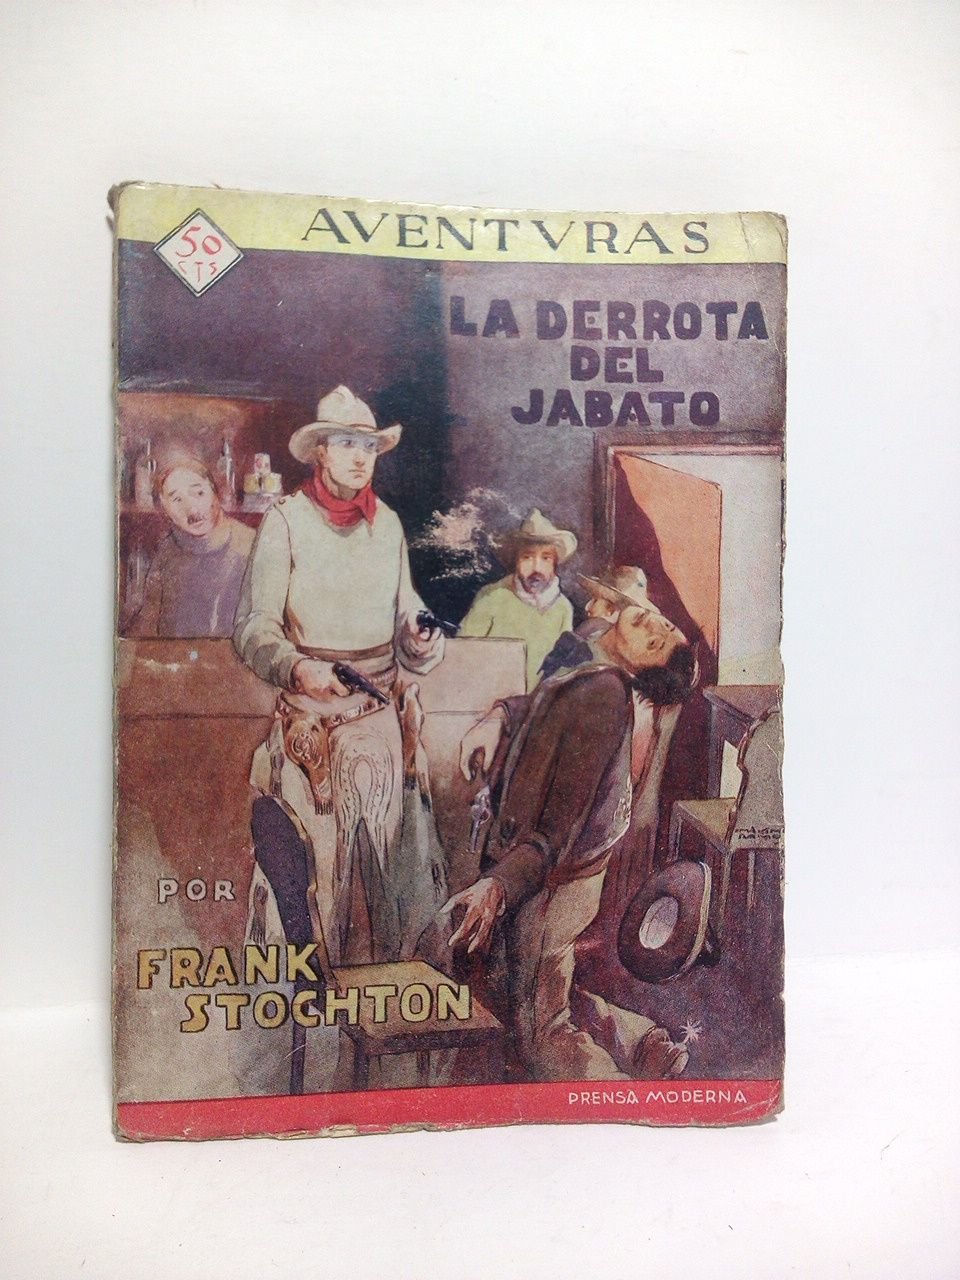 50
CTS
AVENTVRAS
LA DERROTA
DEL
JABATO
POR
FRANK
STOCHTON
PRENSA MODERNA